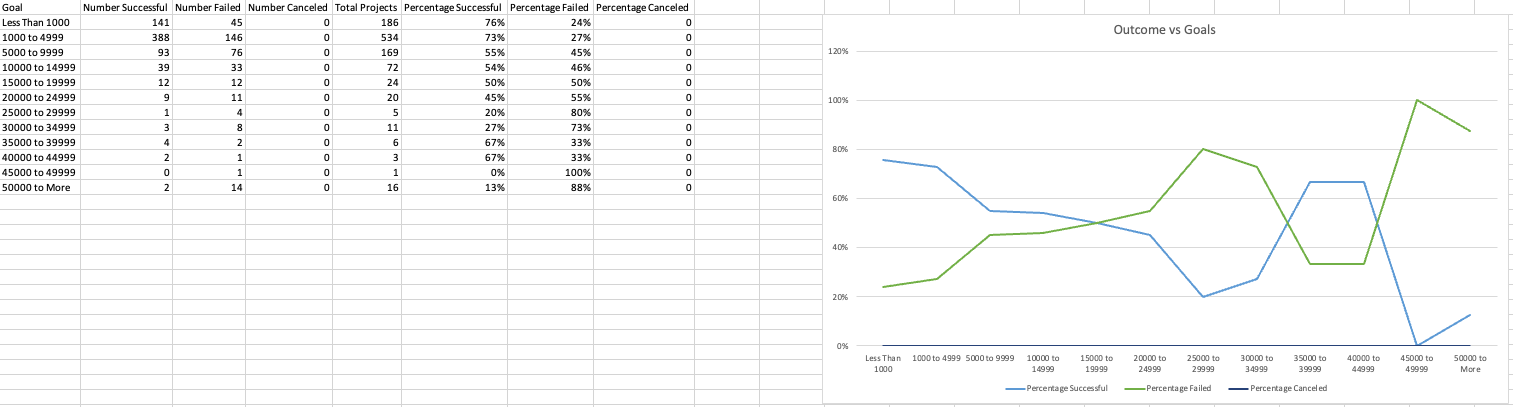 Goal Number Successful Number Failed Number Canceled Total Projects Percentage Successful Percentage Failed Percentage Canceled
Less Than 1000 141 45 0 186 76% 24% 0
1000 to 4999 388 146 0 534 73% 27% 0
5000 to 9999 93 76 0 169 55% 45% 0
10000 to 14999 39 33 0 72 54% 46% 0
15000 to 19999 12 12 0 24 50% 50% 0
20000 to 24999 9 11 0 20 45% 55% 0
25000 to 29999 1 4 0 5 20% 80% 0
30000 to 34999 3 8 0 11 27% 73% 0
35000 to 39999 4 2 0 6 67% 33% 0
40000 to 44999 2 1 0 3 67% 33% 0
45000 to 49999 0 1 0 1 0% 100% 0
50000 to More 2 14 0 16 13% 88% 0
Outcome vs Goals
120%
100%
80%
60%
40%
20%
0%
Less Than 1000 to 4999 5000 to 9999 10000 to 15000 to 20000 to 25000 to 30000 to 35000 to 40000 to 45000 to 50000 to
1000 14999 19999 24999 29999 34999 39999 44999 49999 More
Percentage Successful Percentage Failed Percentage Canceled